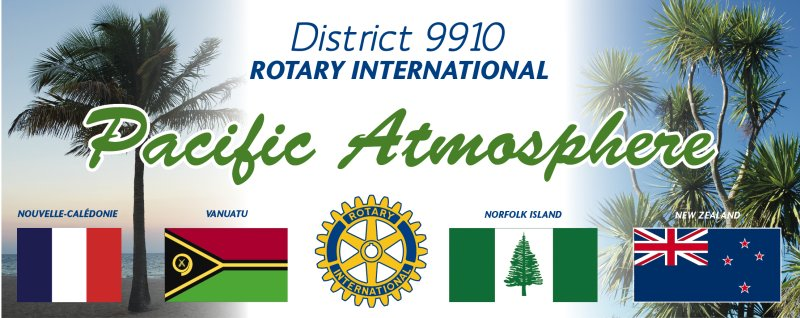 District 9910
ROTARY INTERNATIONAL
Pacific Atmosphere
NOUVELLE-CALÉDONIE
VANUATU
ROTARY
INTERNATIONAL
NORFOLK ISLAND
NEW ZEALAND